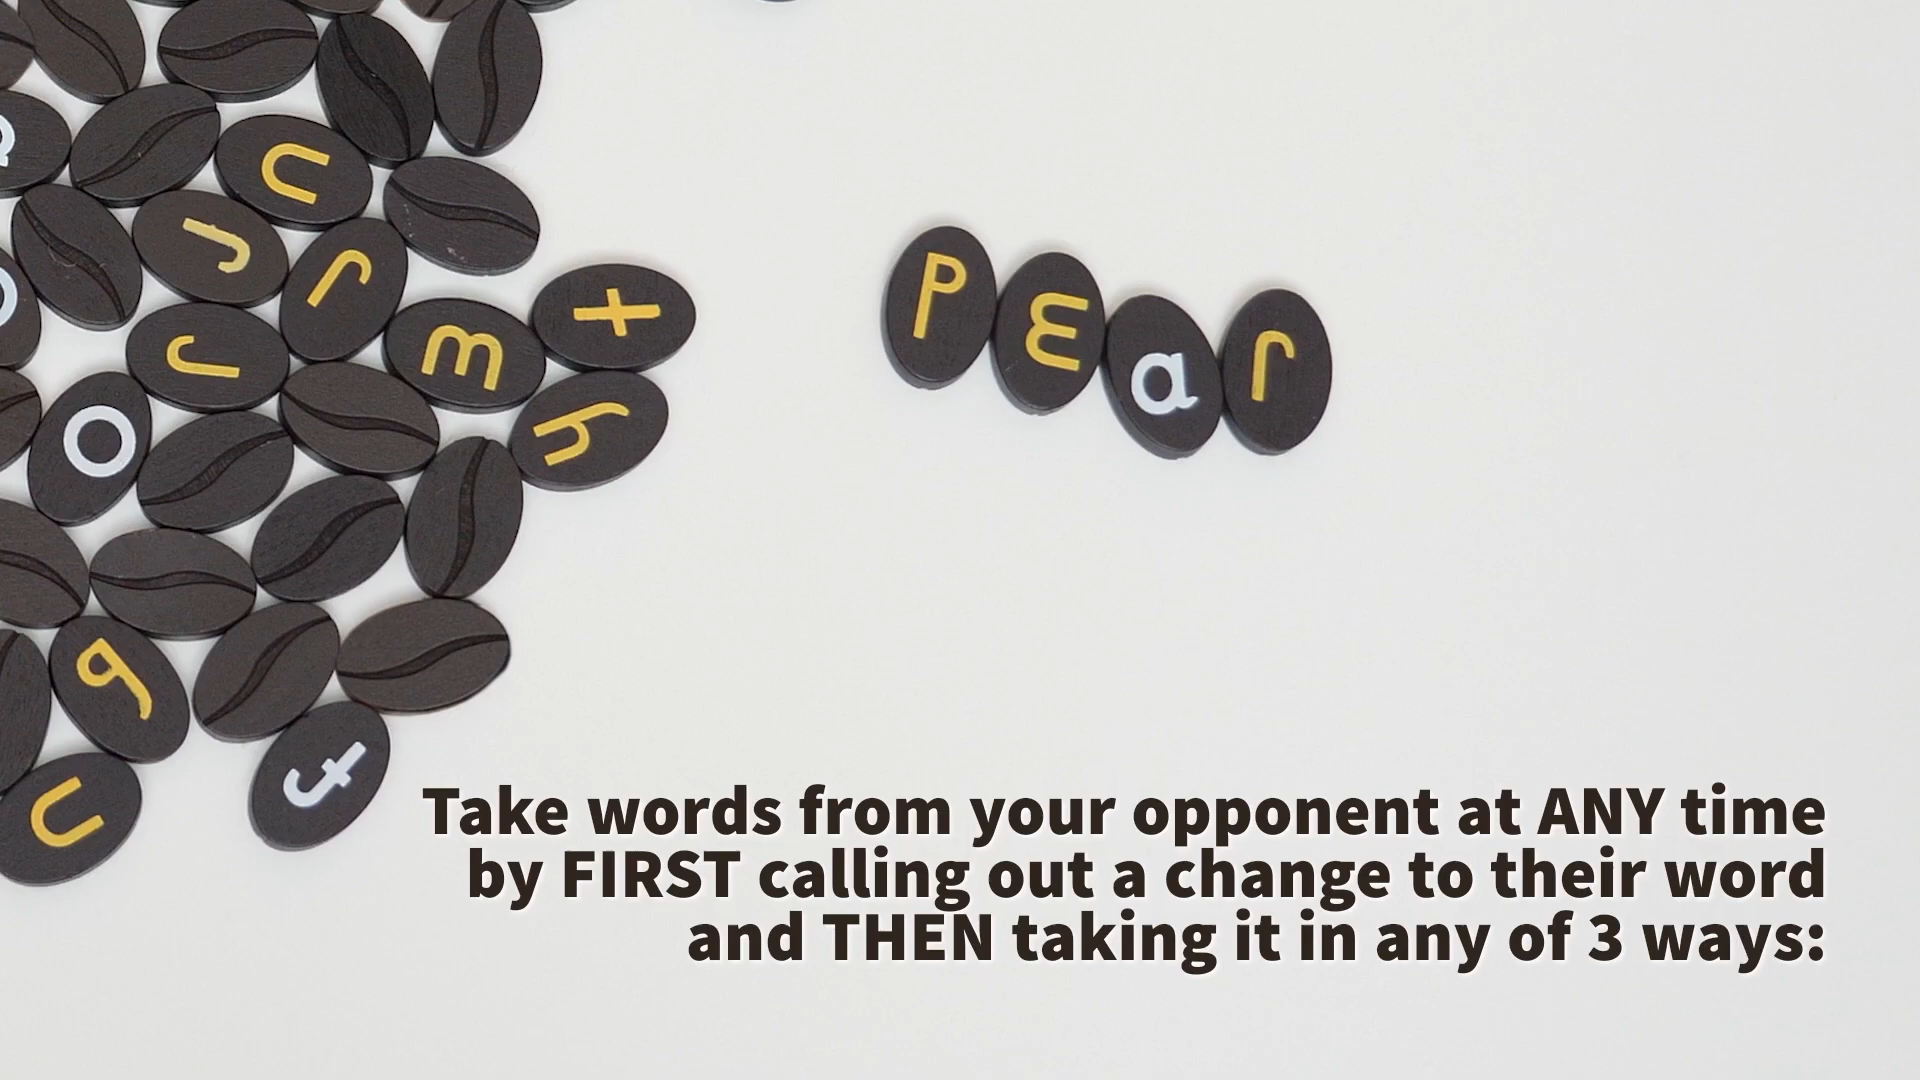 PEar
Take words from your opponent at ANY time
by FIRST calling out a change to their word
and THEN taking it in any of 3 ways: